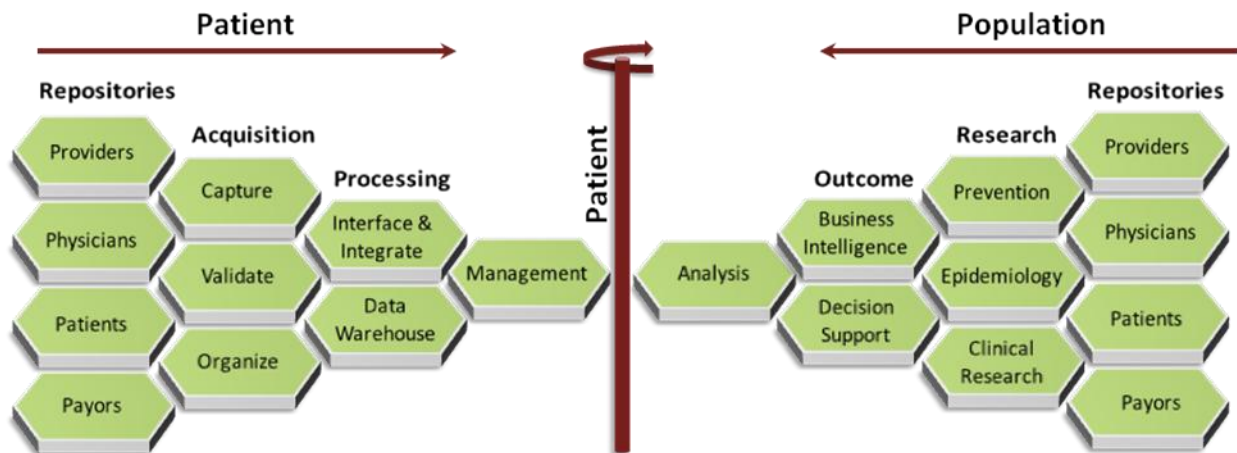 Patient
Population
Repositories
Providers
Physicians
Patients
Payors
Acquisition
Capture
Validate
Organize
Processing
Interface &
Integrate
Data
Warehouse
Management
Patient
Analysis
Outcome
Business
Intelligence
Decision
Support
Research
Prevention
Epidemiology
Clinical
Research
Repositories
Providers
Physicians
Patients
Payors